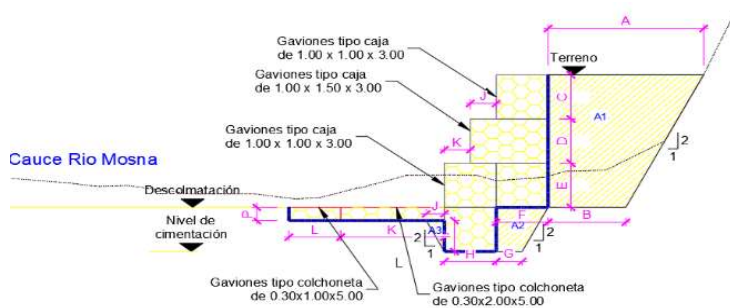 A
Gaviones tipo caja
de 1.00 x 1.00 x 3.00
Terreno
Gaviones tipo caja
de 1.00 x 1.50 x 3.00
J
C
A1
Gaviones tipo caja
de 1.00 x 1.00 x 3.00
K
D
2
1
Cauce Rio Mosna
Descolmatación
E
J
F
B
P
Nivel de
cimentación
L
K
2
1
A3
A2
2
1
H
G
L
Gaviones tipo colchoneta
de 0.30x1.00x5.00
Gaviones tipo colchoneta
de 0.30x2.00x5.00